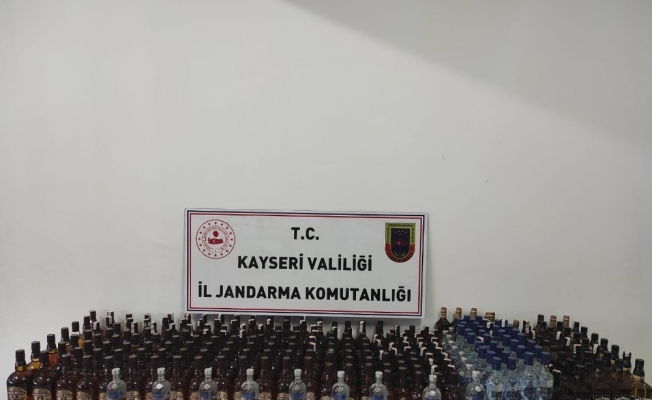 T.C.
KAYSERİ VALİLİĞİ
İL JANDARMA KOMUTANLIĞI